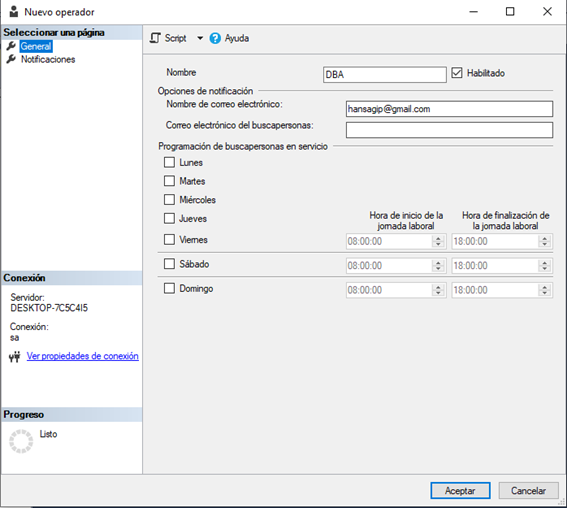 Nuevo operador
Seleccionar una página
General
Notificaciones
Script
Ayuda
Nombre
DBA
Habilitado
Opciones de notificación
Nombre de correo electrónico:
hansagip@gmail.com
Correo electrónico del buscapersonas:
Programación de buscapersonas en servicio
Lunes
Martes
Miércoles
Jueves
Hora de inicio de la
jornada laboral
Hora de finalización de
la jornada laboral
Viernes
08:00:00
18:00:00
Sábado
08:00:00
18:00:00
Domingo
08:00:00
18:00:00
Conexión
Servidor:
DESKTOP-7C5C4I5
Conexión:
sa
Ver propiedades de conexión
Progreso
Listo
Aceptar
Cancelar